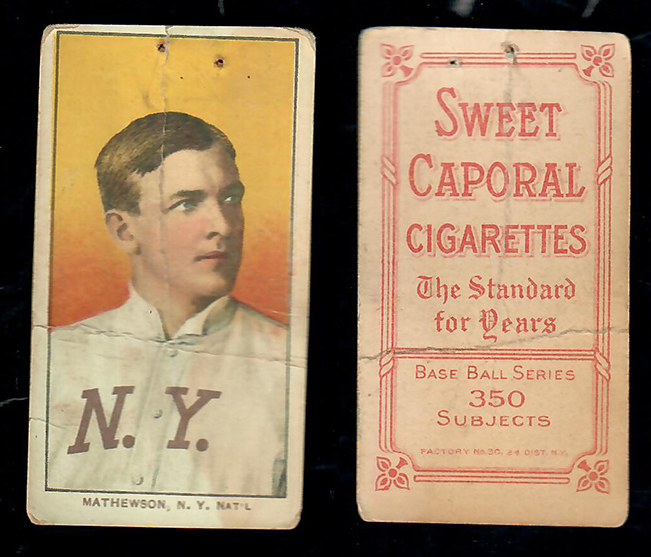 N. Y.
MATHEWSON, N. Y. NAT'L
SWEET
CAPORAL
CIGARETTES
The Standard
for Years
BASE BALL SERIES
350
SUBJECTS
FACTORY No. 30, 2d DIST. N.Y.